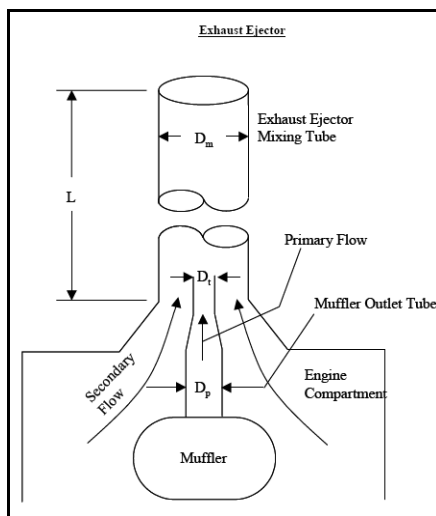 Exhaust Ejector
Exhaust Ejector
Mixing Tube
Dm
L
Primary Flow
Dt
Muffler Outlet Tube
Secondary
Flow
Dp
Engine
Compartment
Muffler